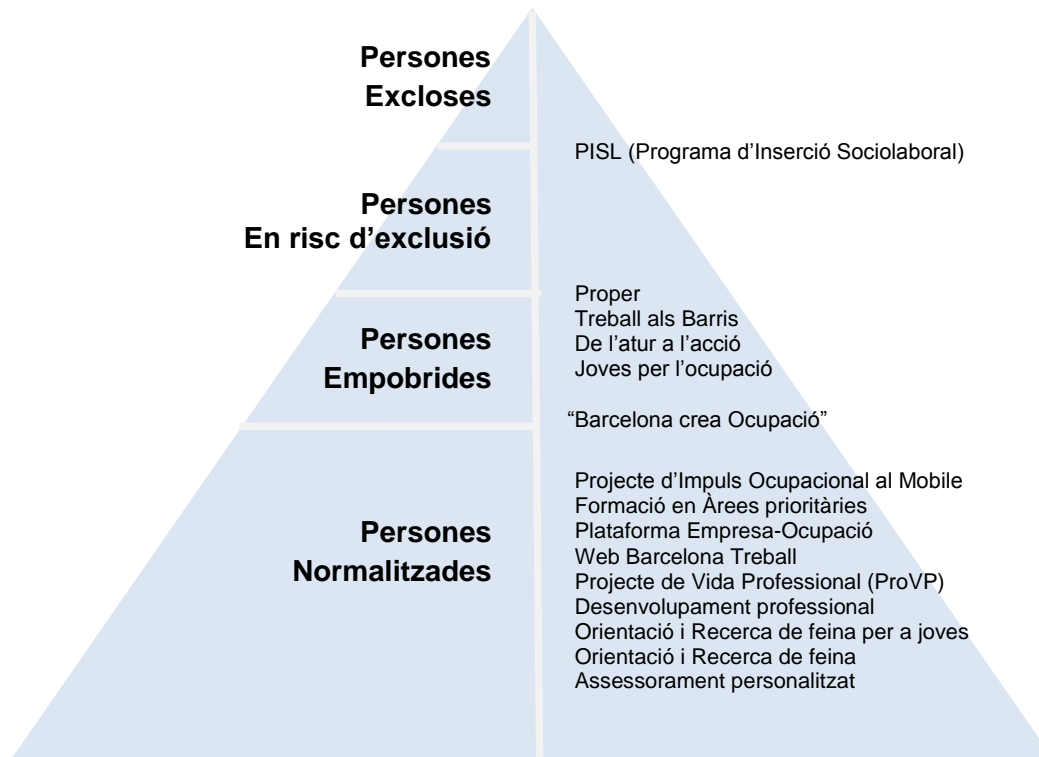 Persones
Excloses
PISL (Programa d’Inserció Sociolaboral)
Persones
En risc d’exclusió
Proper
Treball als Barris
De l’atur a l’acció
Joves per l’ocupació
Persones
Empobrides
“Barcelona crea Ocupació”
Projecte d’Impuls Ocupacional al Mobile
Formació en Àrees prioritàries
Plataforma Empresa-Ocupació
Web Barcelona Treball
Projecte de Vida Professional (ProVP)
Desenvolupament professional
Orientació i Recerca de feina per a joves
Orientació i Recerca de feina
Assessorament personalitzat
Persones
Normalitzades